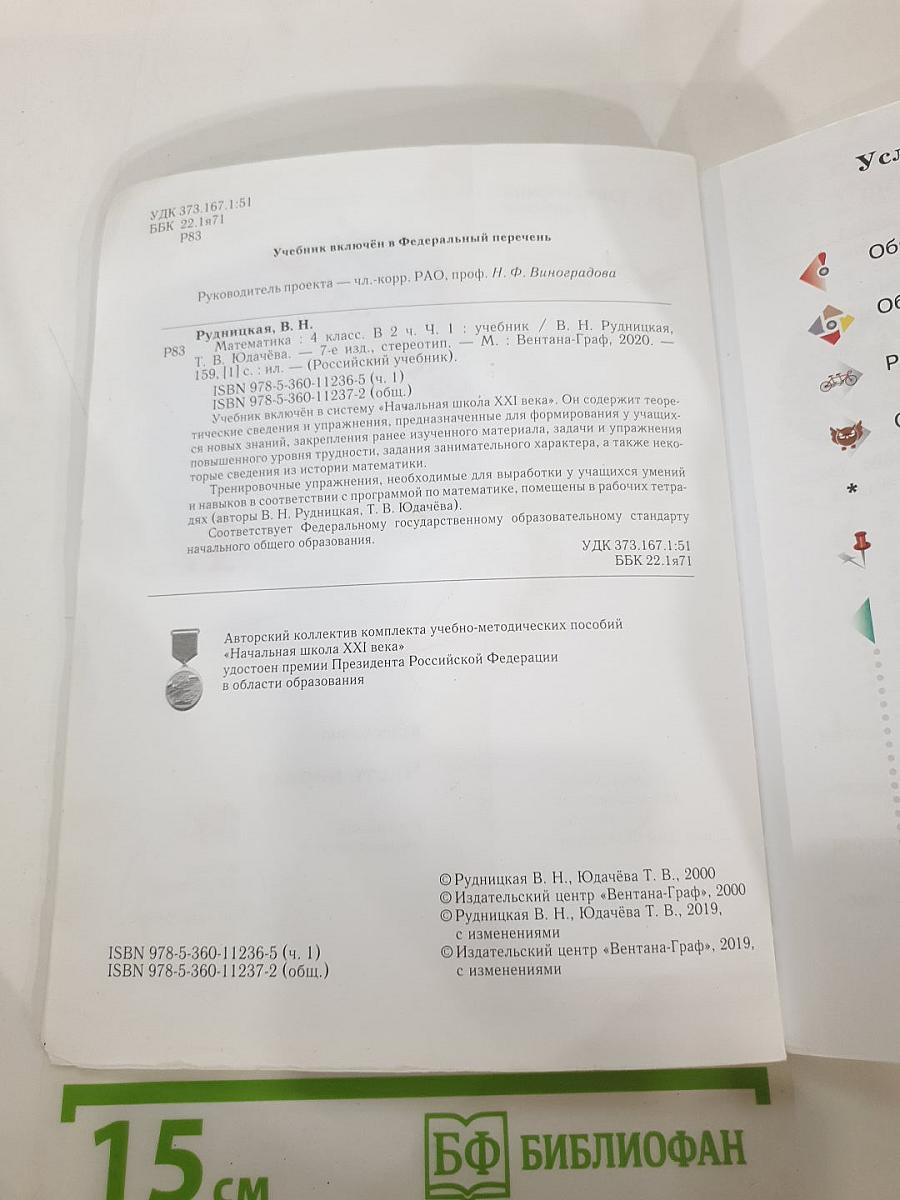 УДК 373.167.1:51
ББК 22.1я71
Р83
Учебник включён в Федеральный перечень
Руководитель проекта — чл.-корр. РАО, проф. Н. Ф. Виноградова
Рудницкая, В. Н.
Р83 Математика : 4 класс. В 2 ч. Ч. 1 : учебник / В. Н. Рудницкая,
Т. В. Юдачёва. — 7-е изд., стереотип. — М. : Вентана-Граф, 2020. —
159, [1] с. : ил. — (Российский учебник).
ISBN 978-5-360-11236-5 (ч. 1)
ISBN 978-5-360-11237-2 (общ.)
Учебник включен в систему «Начальная школа XXI века». Он содержит теоре-
тические сведения и упражнения, предназначенные для формирования у учащих-
ся новых знаний, закрепления ранее изученного материала, задачи и упражнения
повышенного уровня трудности, задания занимательного характера, а также неко-
торые сведения из истории математики.
Тренировочные упражнения, необходимые для выработки у учащихся умений
и навыков в соответствии с программой по математике, помещены в рабочих тетра-
дях (авторы В. Н. Рудницкая, Т. В. Юдачёва).
Соответствует Федеральному государственному образовательному стандарту
начального общего образования.
УДК 373.167.1:51
ББК 22.1я71
Авторский коллектив комплекта учебно-методических пособий
«Начальная школа XXI века»
удостоен премии Президента Российской Федерации
в области образования
© Рудницкая В. Н., Юдачёва Т. В., 2000
© Издательский центр «Вентана-Граф», 2000
© Рудницкая В. Н., Юдачёва Т. В., 2019,
с изменениями
© Издательский центр «Вентана-Граф», 2019,
с изменениями
ISBN 978-5-360-11236-5 (ч. 1)
ISBN 978-5-360-11237-2 (общ.)
*
15 см
БФ БИБЛИОФАН